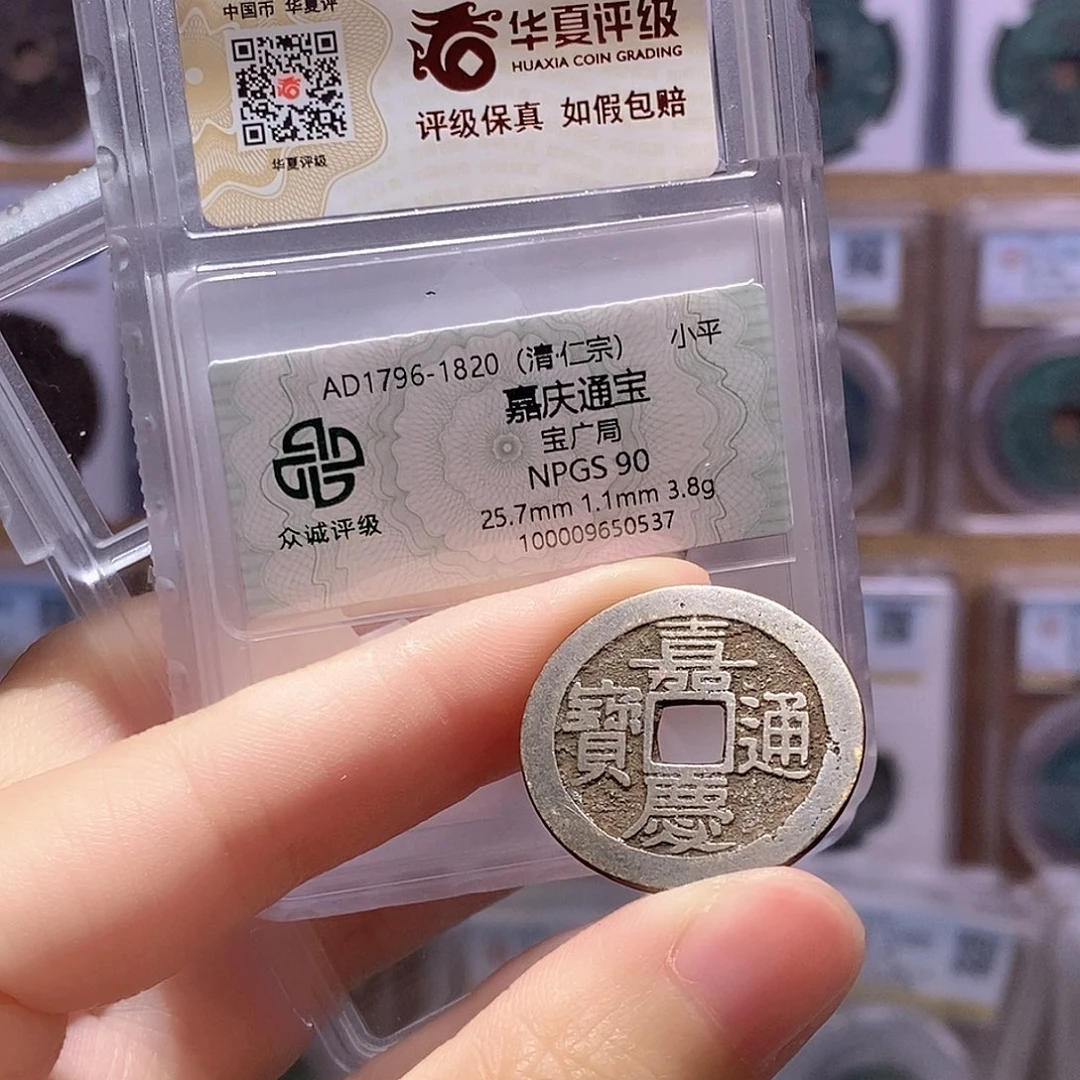 中国币 华夏评
华夏评级
HUAXIA COIN GRADING
评级保真 如假包赔
华夏评级
AD1796-1820（清·仁宗） 小平
嘉庆通宝
宝广局
NPGS 90
25.7mm 1.1mm 3.8g
100009650537
众诚评级
嘉慶通寶